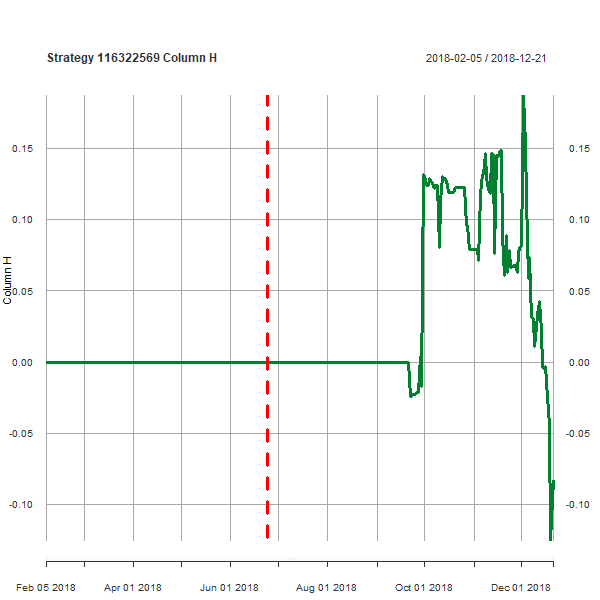 Strategy 116322569 Column H
2018-02-05 / 2018-12-21
Column H
0.15
0.10
0.05
0.00
-0.05
-0.10
0.15
0.10
0.05
0.00
-0.05
-0.10
Feb 05 2018
Apr 01 2018
Jun 01 2018
Aug 01 2018
Oct 01 2018
Dec 01 2018